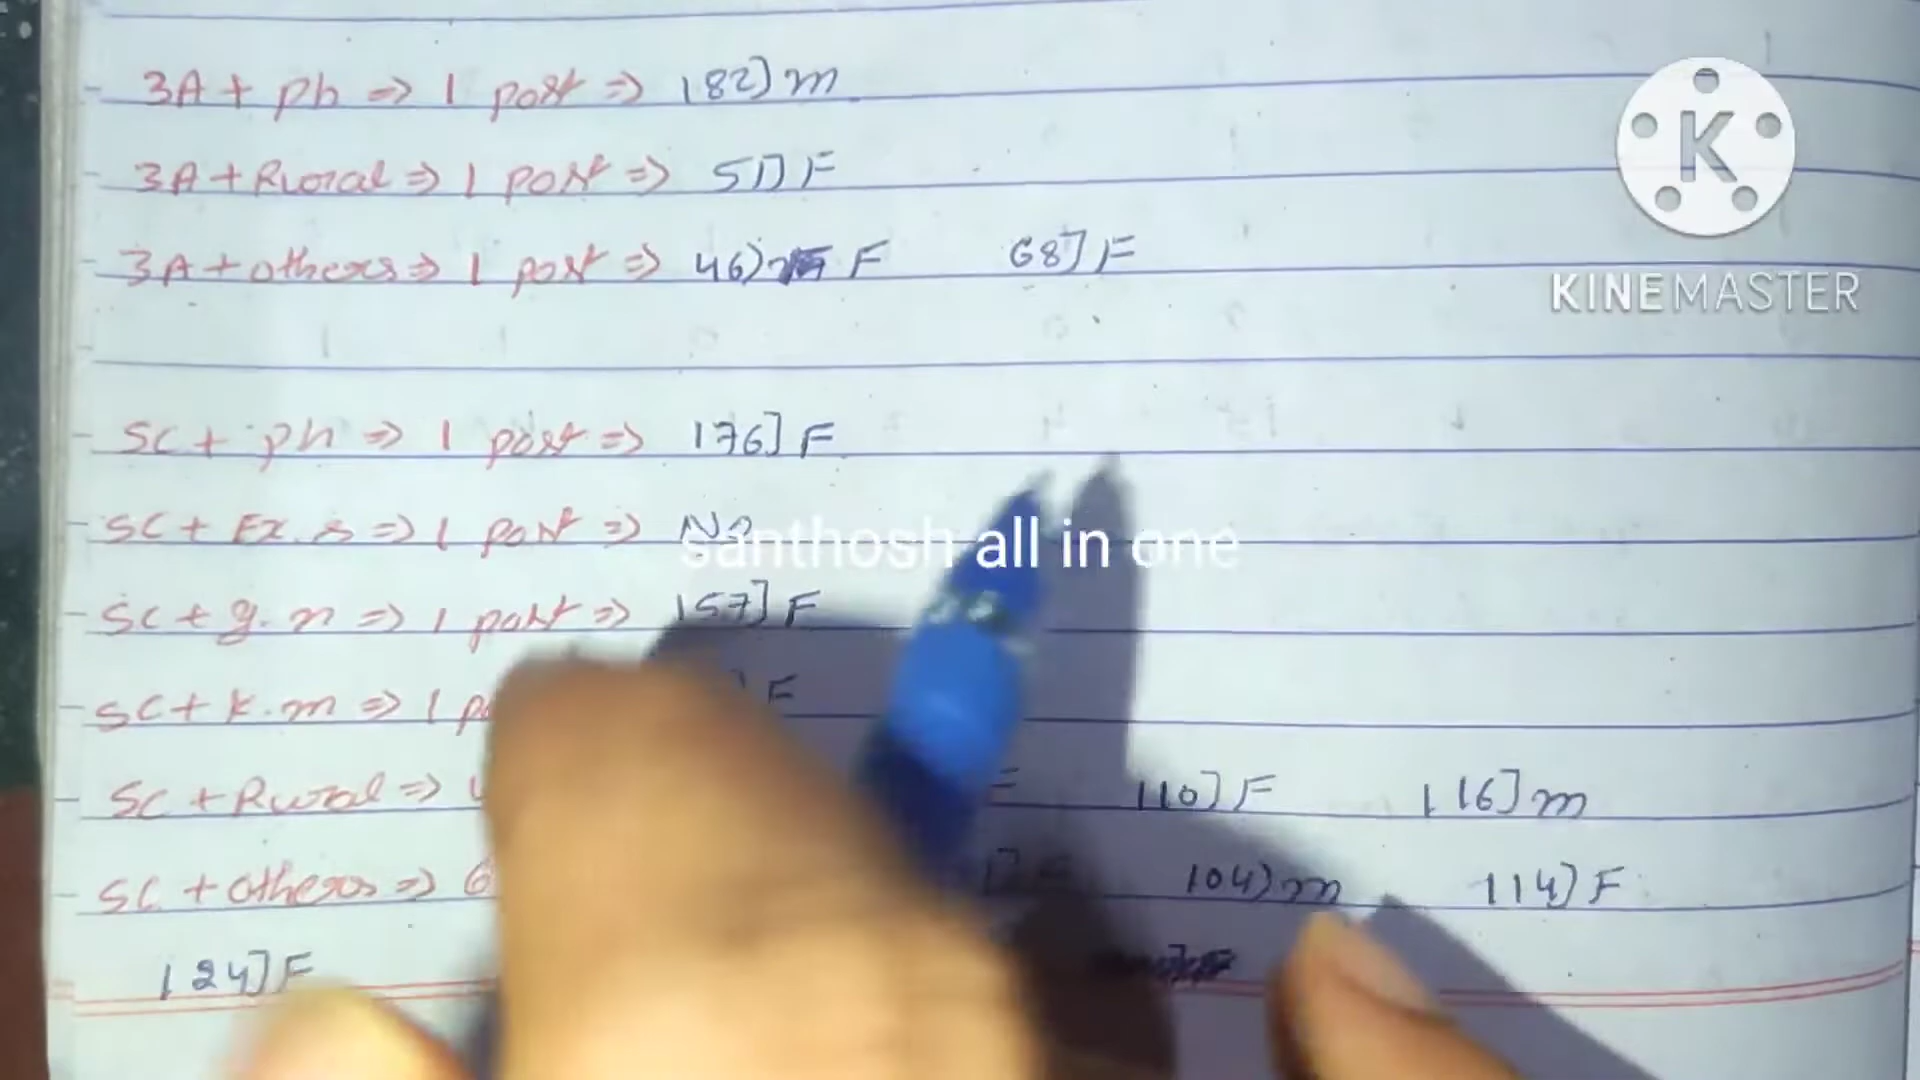 3A + ph => 1 post => 182) m
3A + Rural => 1 post => 51] F
3A + others => 1 post => 46) F 68] F
K
KINEMASTER
SC + ph => 1 post => 176] F
SC + Ex. s => 1 post => No
santhosh all in one
SC + g. n => 1 post => 157] F
SC + k. m => 1 F
SC + Rural => 110] F 116] m
SC + others => 6 104) m 114) F
124] F